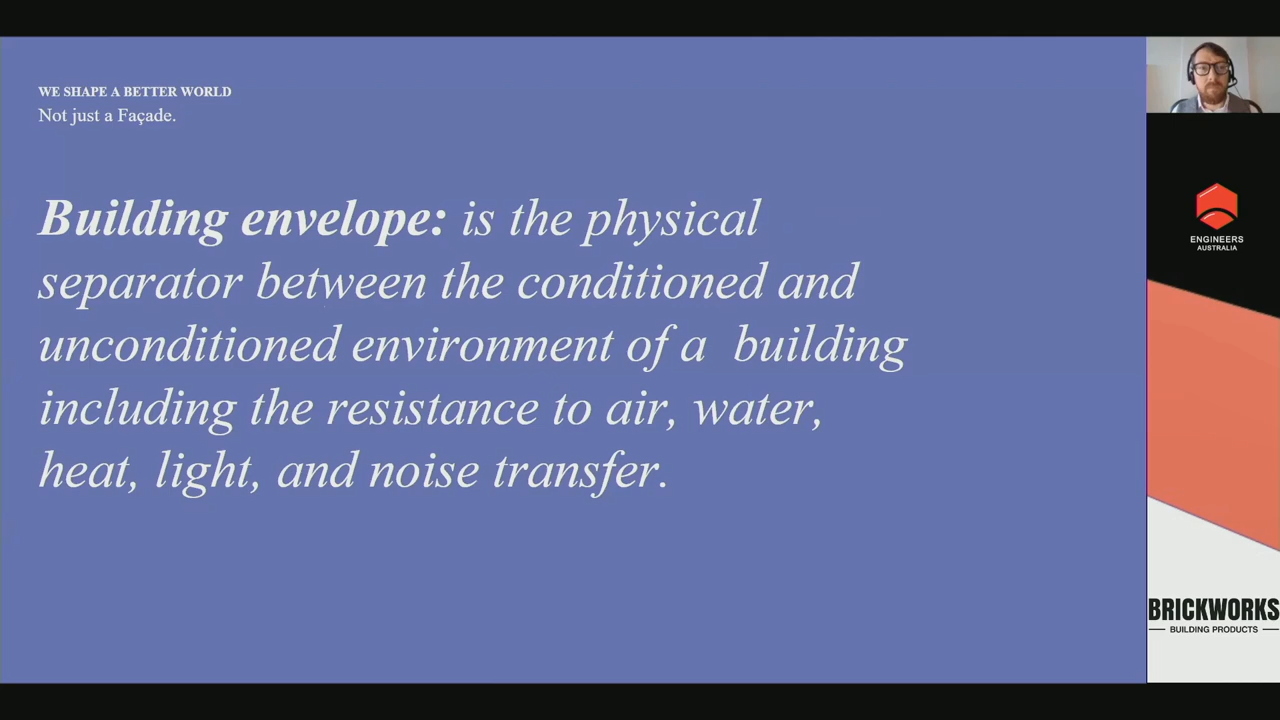 WE SHAPE A BETTER WORLD
Not just a Façade.
Building envelope: is the physical
separator between the conditioned and
unconditioned environment of a  building
including the resistance to air, water,
heat, light, and noise transfer.
ENGINEERS
AUSTRALIA
BRICKWORKS
BUILDING PRODUCTS